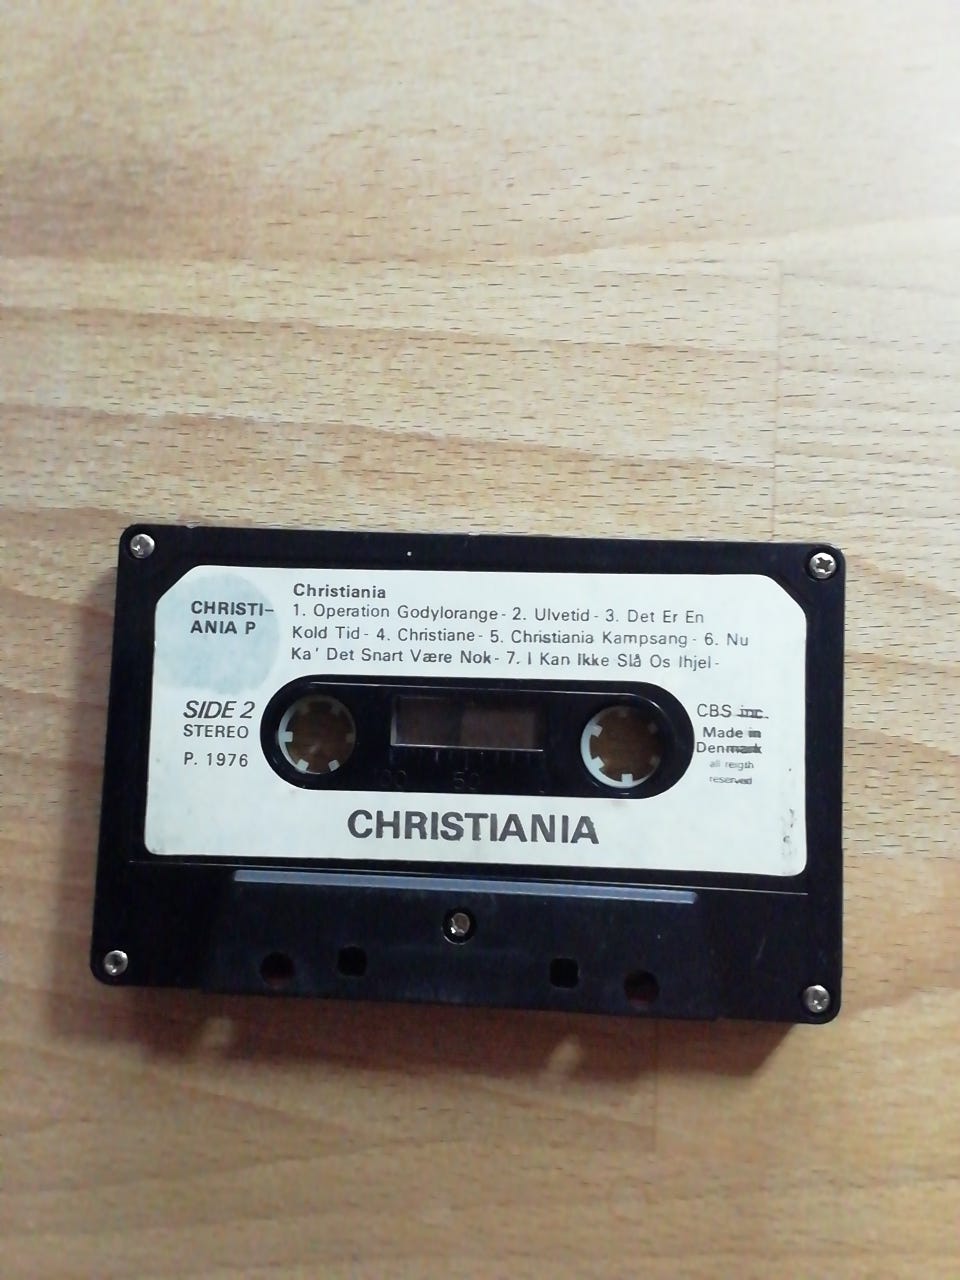 CHRISTI-
ANIA P
Christiania
1. Operation Godylorange - 2. Ulvetid - 3. Det Er En
Kold Tid - 4. Christiane - 5. Christiania Kampsang - 6. Nu
Ka' Det Snart Være Nok - 7. I Kan Ikke Slå Os Ihjel -
SIDE 2
STEREO
P. 1976
CBS inc.
Made in
Denmark
all reigth
reserved
50
CHRISTIANIA